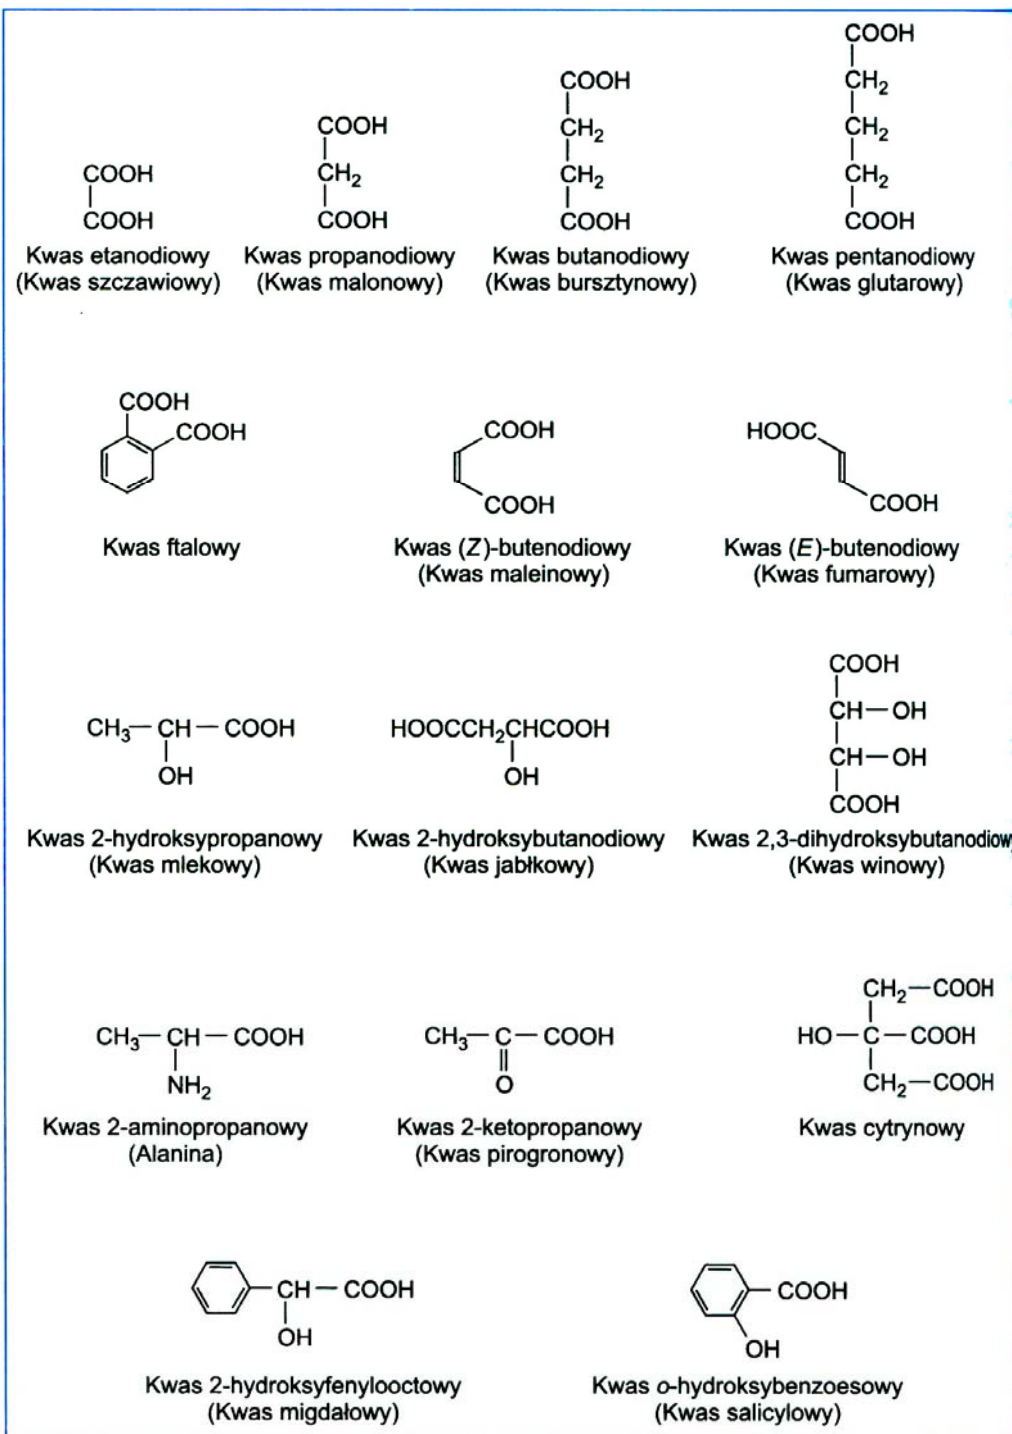 COOH
COOH
Kwas etanodiowy
(Kwas szczawiowy)
COOH
CH2
COOH
Kwas propanodiowy
(Kwas malonowy)
COOH
CH2
CH2
COOH
Kwas butanodiowy
(Kwas bursztynowy)
COOH
CH2
CH2
CH2
COOH
Kwas pentanodiowy
(Kwas glutarowy)
COOH
COOH
Kwas ftalowy
COOH
COOH
Kwas (Z)-butenodiowy
(Kwas maleinowy)
HOOC
COOH
Kwas (E)-butenodiowy
(Kwas fumarowy)
CH3—CH—COOH
OH
Kwas 2-hydroksypropanowy
(Kwas mlekowy)
HOOCCH2CHCOOH
OH
Kwas 2-hydroksybutanodiowy
(Kwas jabłkowy)
COOH
CH—OH
CH—OH
COOH
Kwas 2,3-dihydroksybutanodiowy
(Kwas winowy)
CH3—CH—COOH
NH2
Kwas 2-aminopropanowy
(Alanina)
CH3—C—COOH
O
Kwas 2-ketopropanowy
(Kwas pirogronowy)
CH2—COOH
HO—C—COOH
CH2—COOH
Kwas cytrynowy
CH—COOH
OH
Kwas 2-hydroksyfenylooctowy
(Kwas migdałowy)
COOH
OH
Kwas o-hydroksybenzoesowy
(Kwas salicylowy)